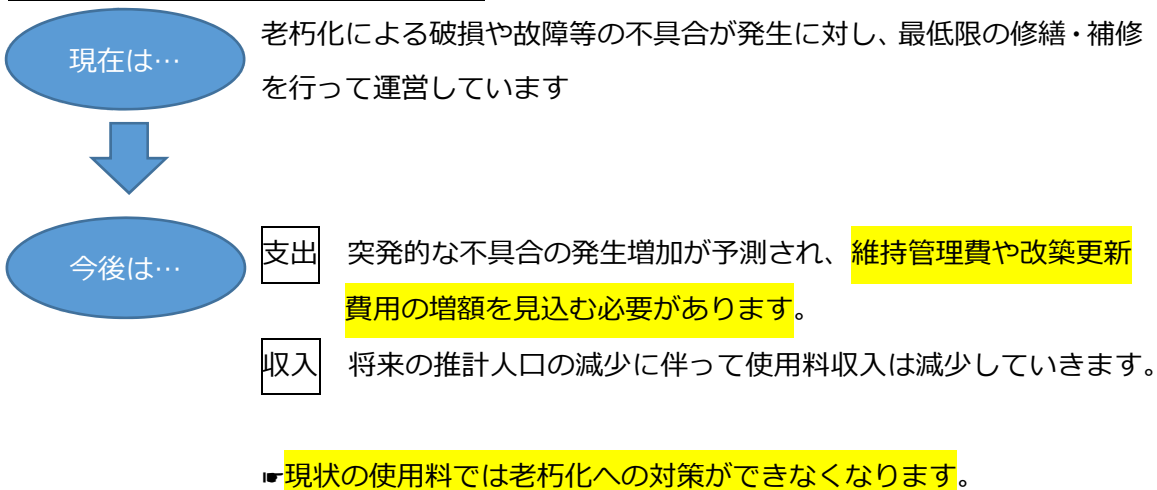 現在は…
老朽化による破損や故障等の不具合が発生に対し、最低限の修繕・補修
を行って運営しています
今後は…
支出 突発的な不具合の発生増加が予測され、維持管理費や改築更新
費用の増額を見込む必要があります。
収入 将来の推計人口の減少に伴って使用料収入は減少していきます。
☛現状の使用料では老朽化への対策ができなくなります。